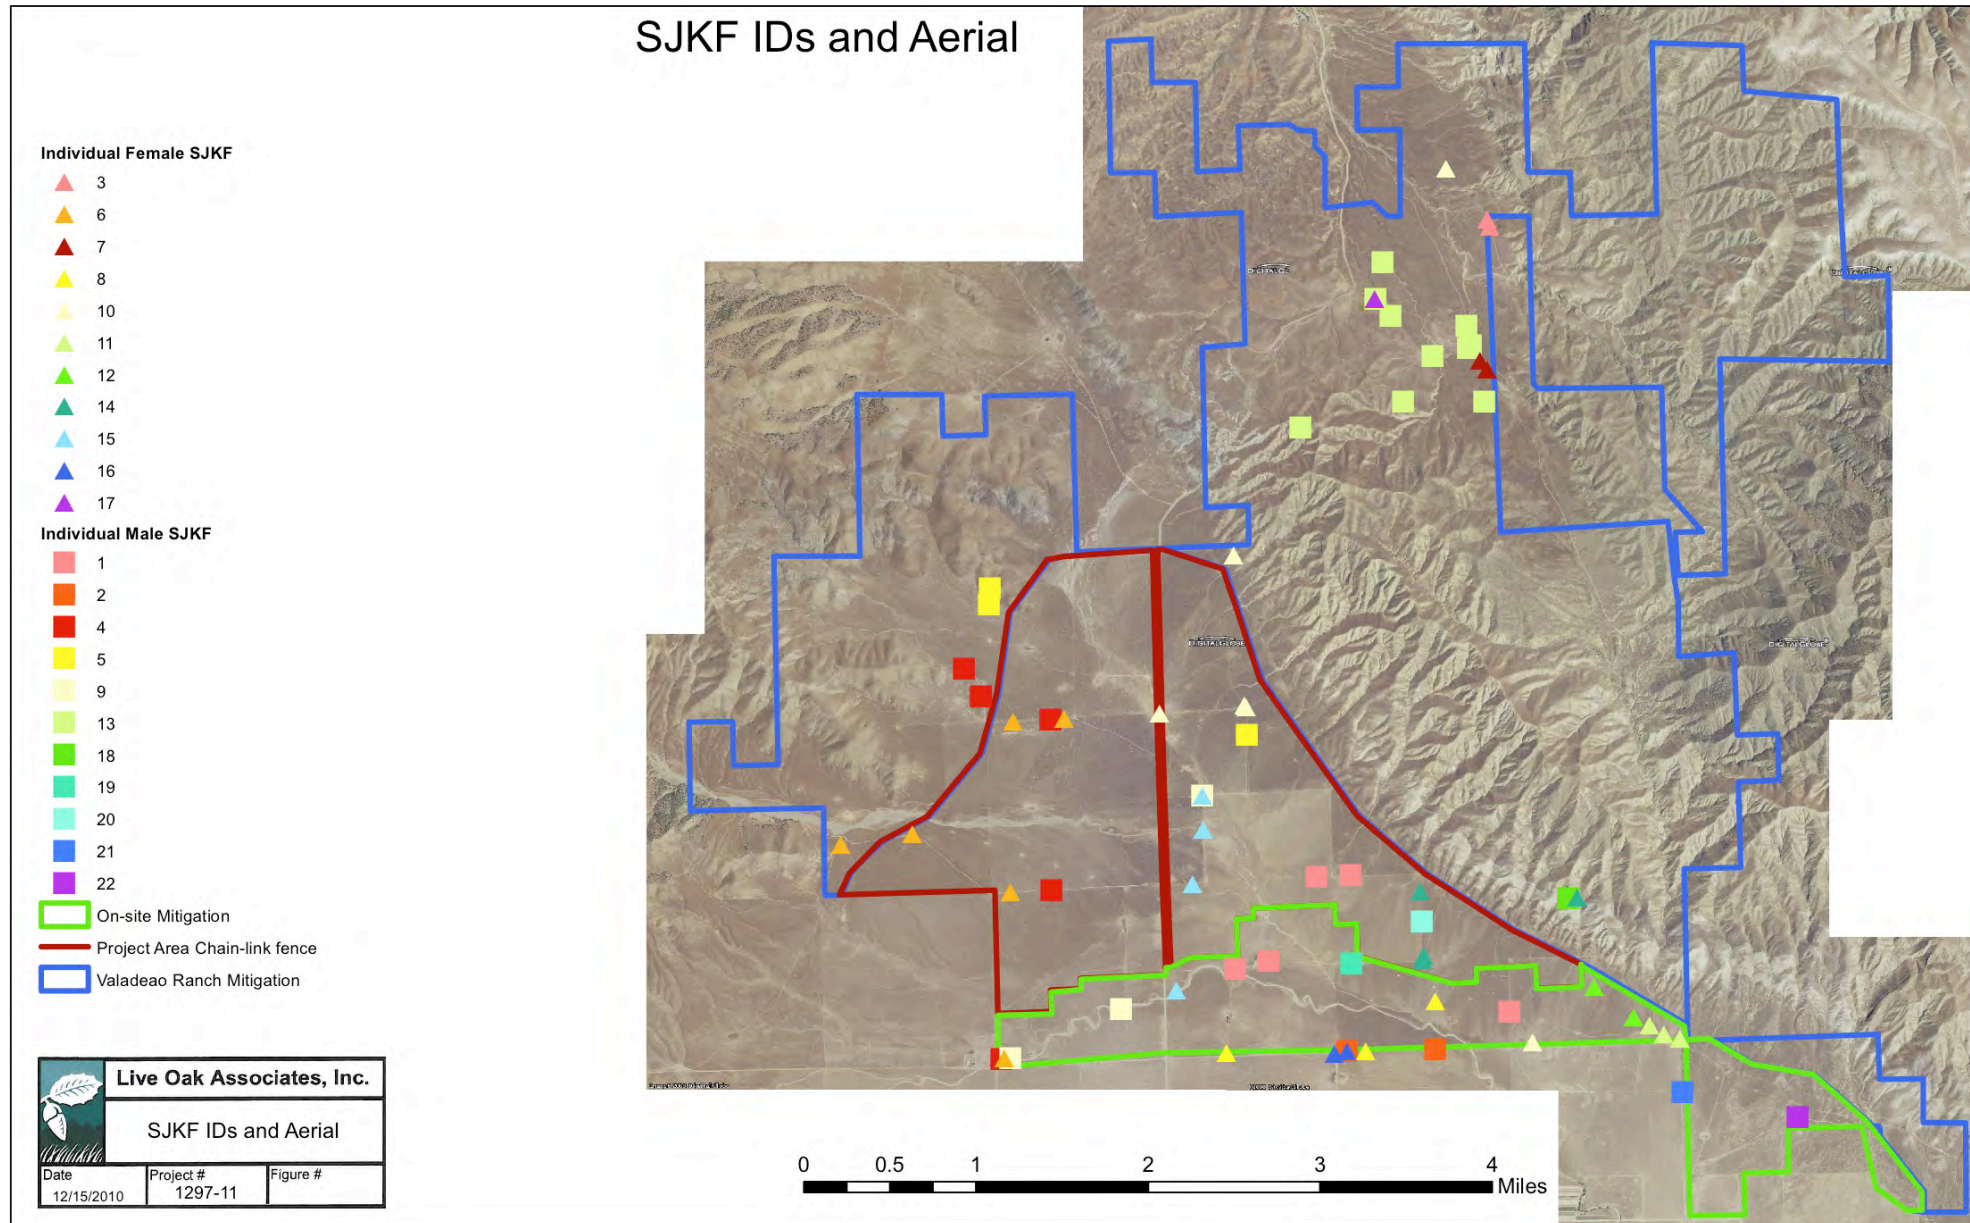 SJKF IDs and Aerial
Individual Female SJKF
3
6
7
8
10
11
12
14
15
16
17
Individual Male SJKF
1
2
4
5
9
13
18
19
20
21
22
On-site Mitigation
Project Area Chain-link fence
Valadeao Ranch Mitigation
DIGITALGLOBE
Live Oak Associates, Inc.
SJKF IDs and Aerial
Date
12/15/2010
Project #
1297-11
Figure #
0 0.5 1 2 3 4
Miles